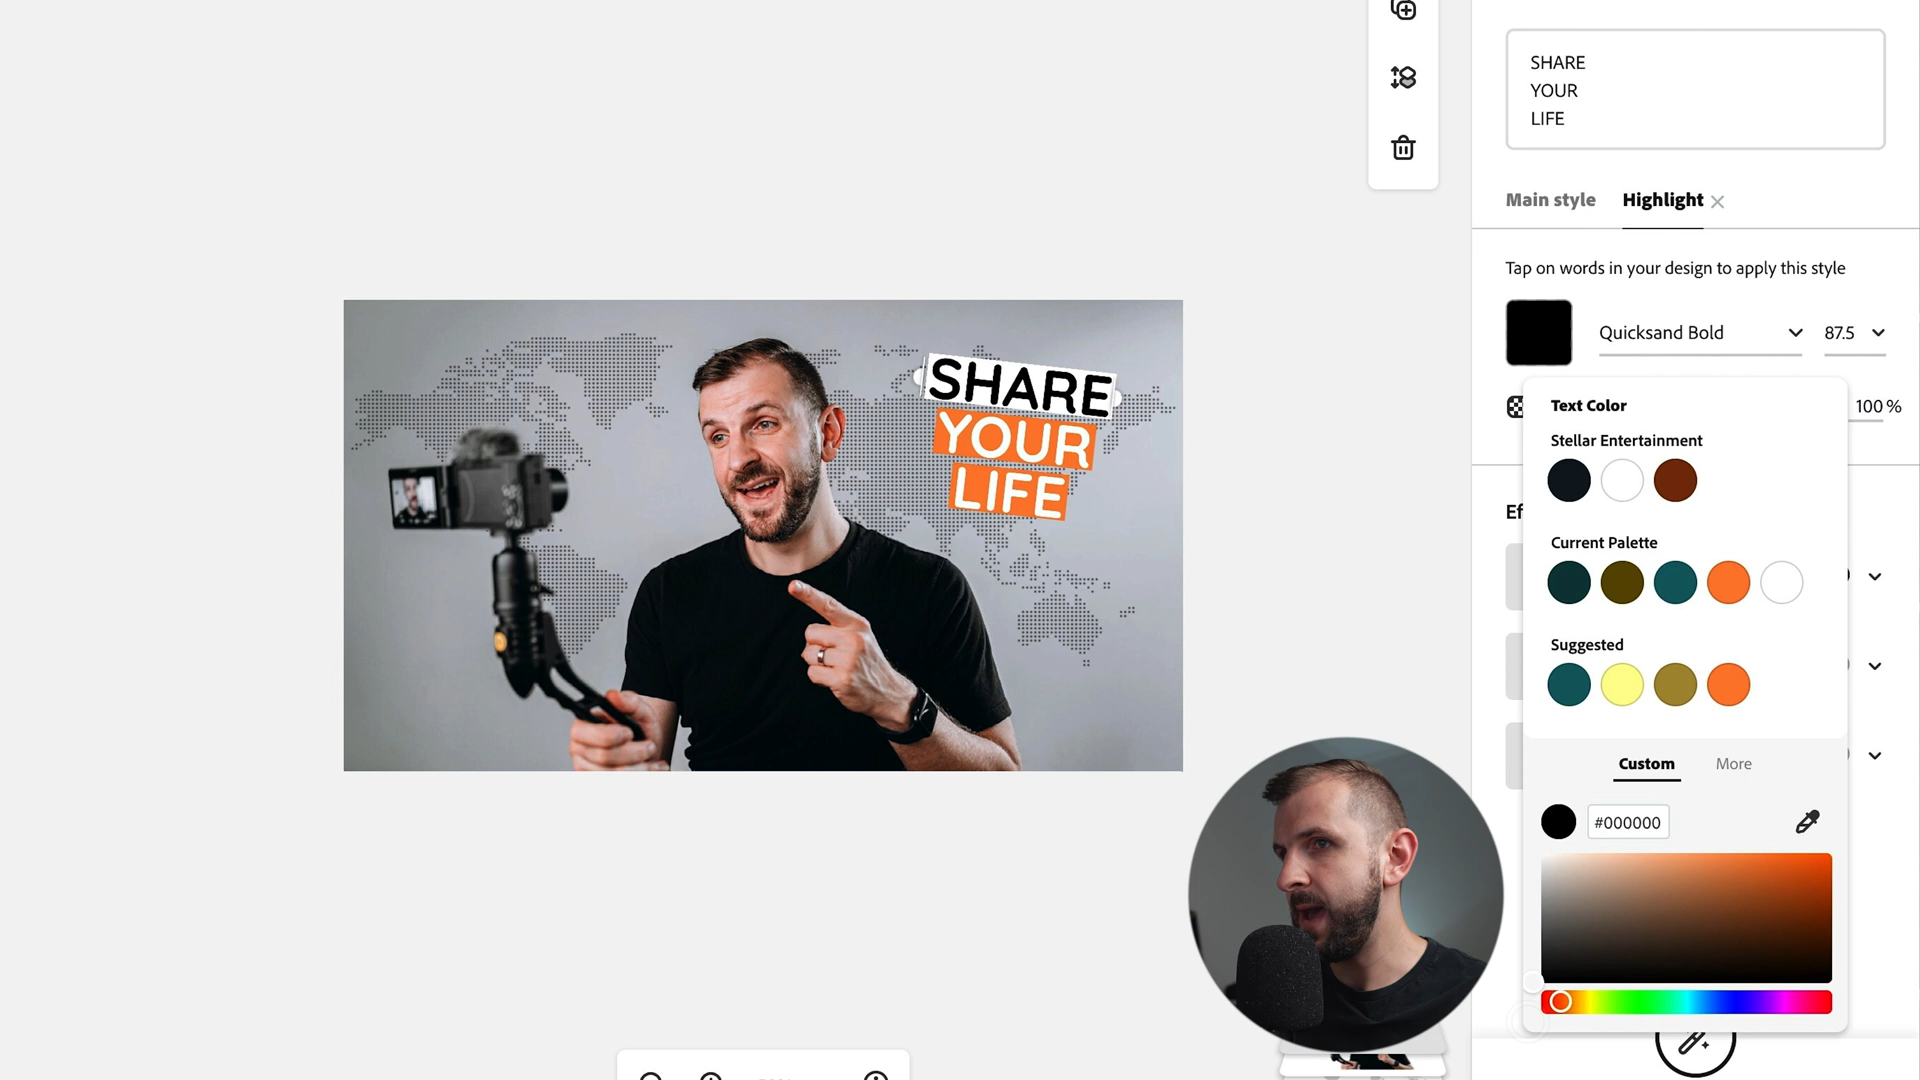 SHARE
YOUR
LIFE
Main style
Highlight
Tap on words in your design to apply this style
Quicksand Bold
87.5
100 %
SHARE
YOUR
LIFE
Text Color
Stellar Entertainment
Current Palette
Suggested
Custom
More
#000000